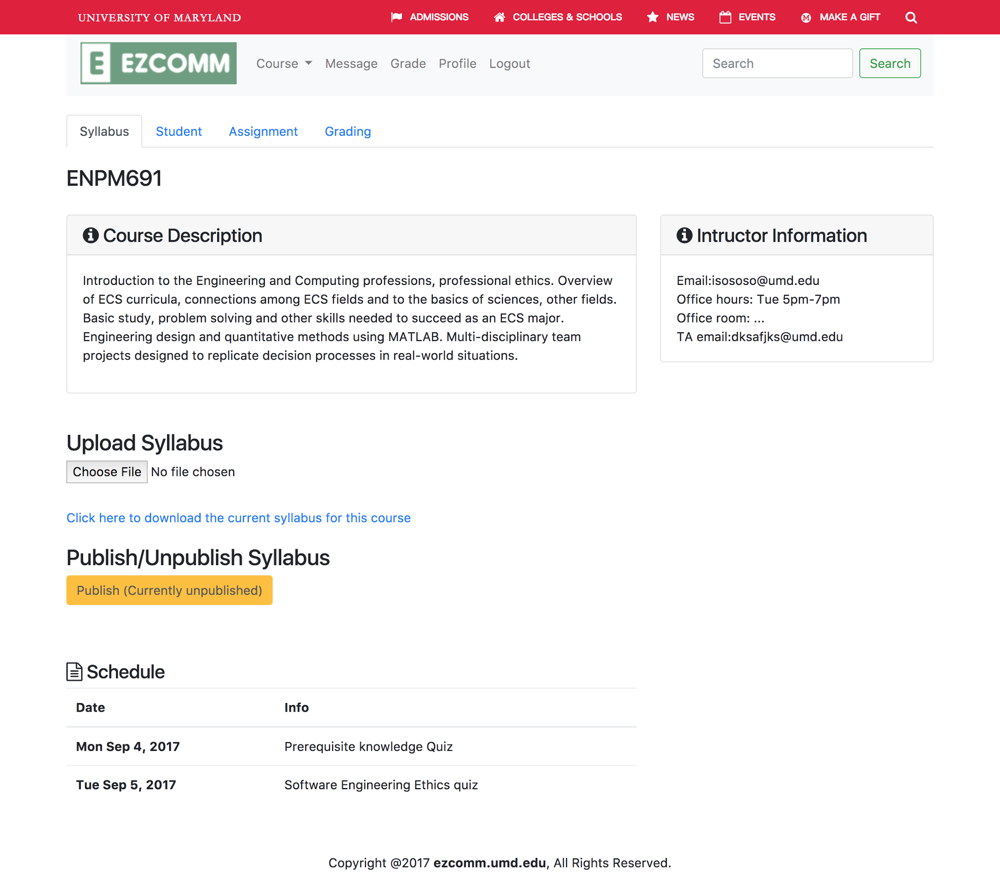 UNIVERSITY OF MARYLAND
ADMISSIONS
COLLEGES & SCHOOLS
NEWS
EVENTS
M
MAKE A GIFT
E EZCOMM
Course
Message
Grade
Profile
Logout
Search
Search
Syllabus
Student
Assignment
Grading
ENPM691
Course Description
Introduction to the Engineering and Computing professions, professional ethics. Overview
of ECS curricula, connections among ECS fields and to the basics of sciences, other fields.
Basic study, problem solving and other skills needed to succeed as an ECS major.
Engineering design and quantitative methods using MATLAB. Multi-disciplinary team
projects designed to replicate decision processes in real-world situations.
Intructor Information
Email:isososo@umd.edu
Office hours: Tue 5pm-7pm
Office room: ...
TA email:dksafjks@umd.edu
Upload Syllabus
Choose File No file chosen
Click here to download the current syllabus for this course
Publish/Unpublish Syllabus
Publish (Currently unpublished)
Schedule
Date Info
Mon Sep 4, 2017 Prerequisite knowledge Quiz
Tue Sep 5, 2017 Software Engineering Ethics quiz
Copyright @2017 ezcomm.umd.edu, All Rights Reserved.